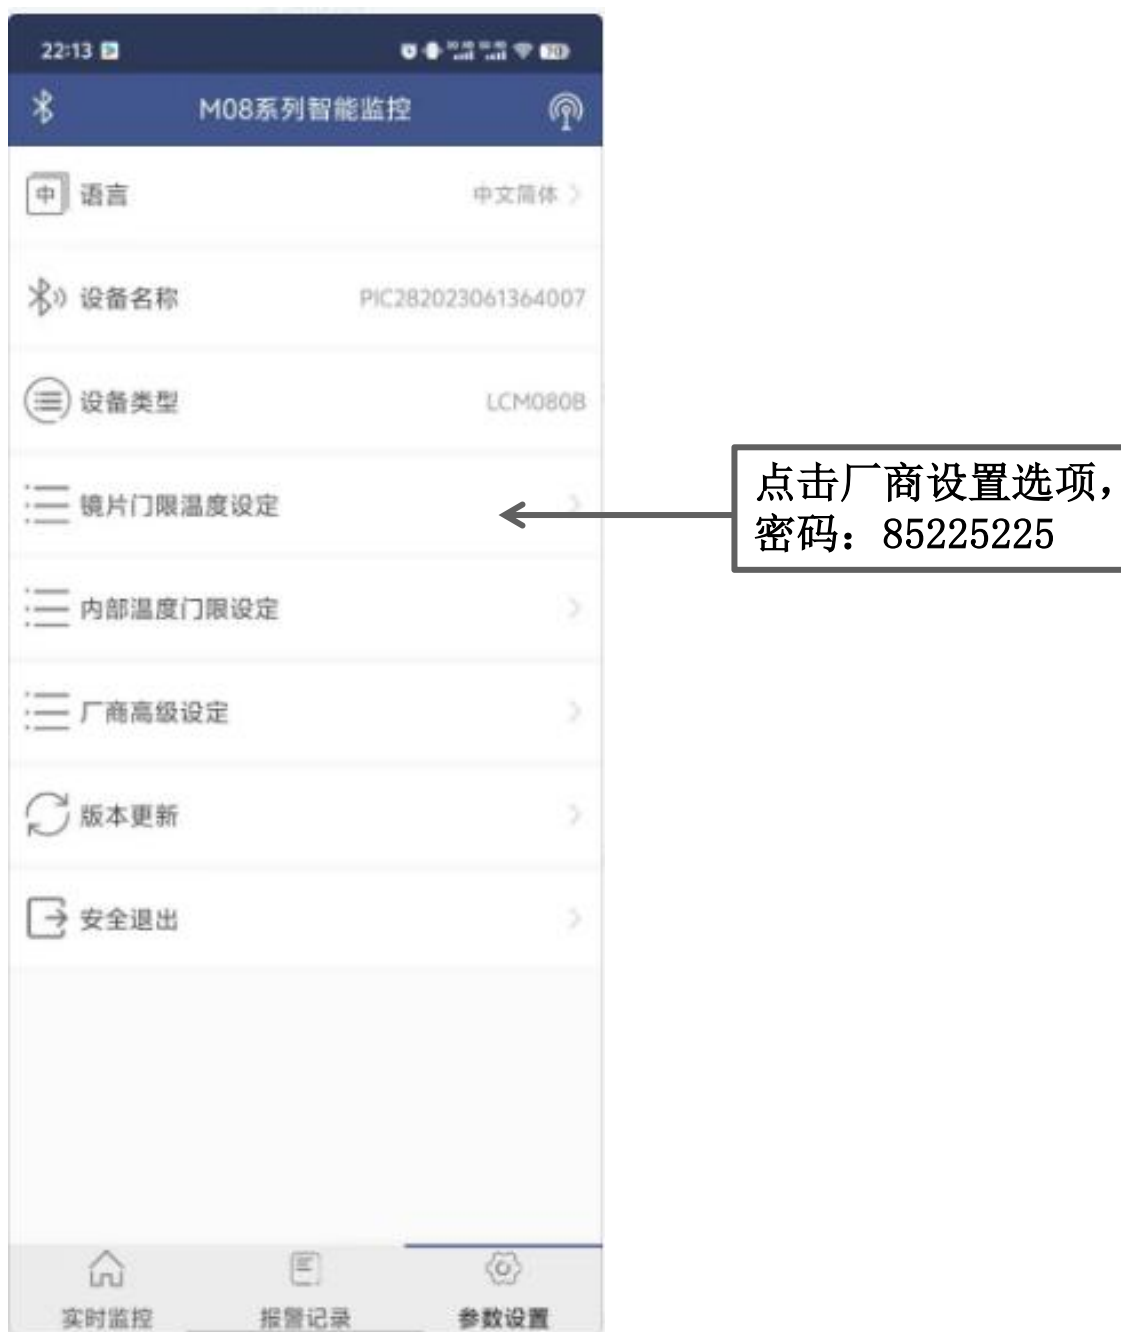 22:13
70
M08系列智能监控
中 语言 中文简体
设备名称 PIC282023061364007
设备类型 LCM080B
镜片门限温度设定
点击厂商设置选项，
密码：85225225
内部温度门限设定
厂商高级设定
版本更新
安全退出
实时监控 报警记录 参数设置